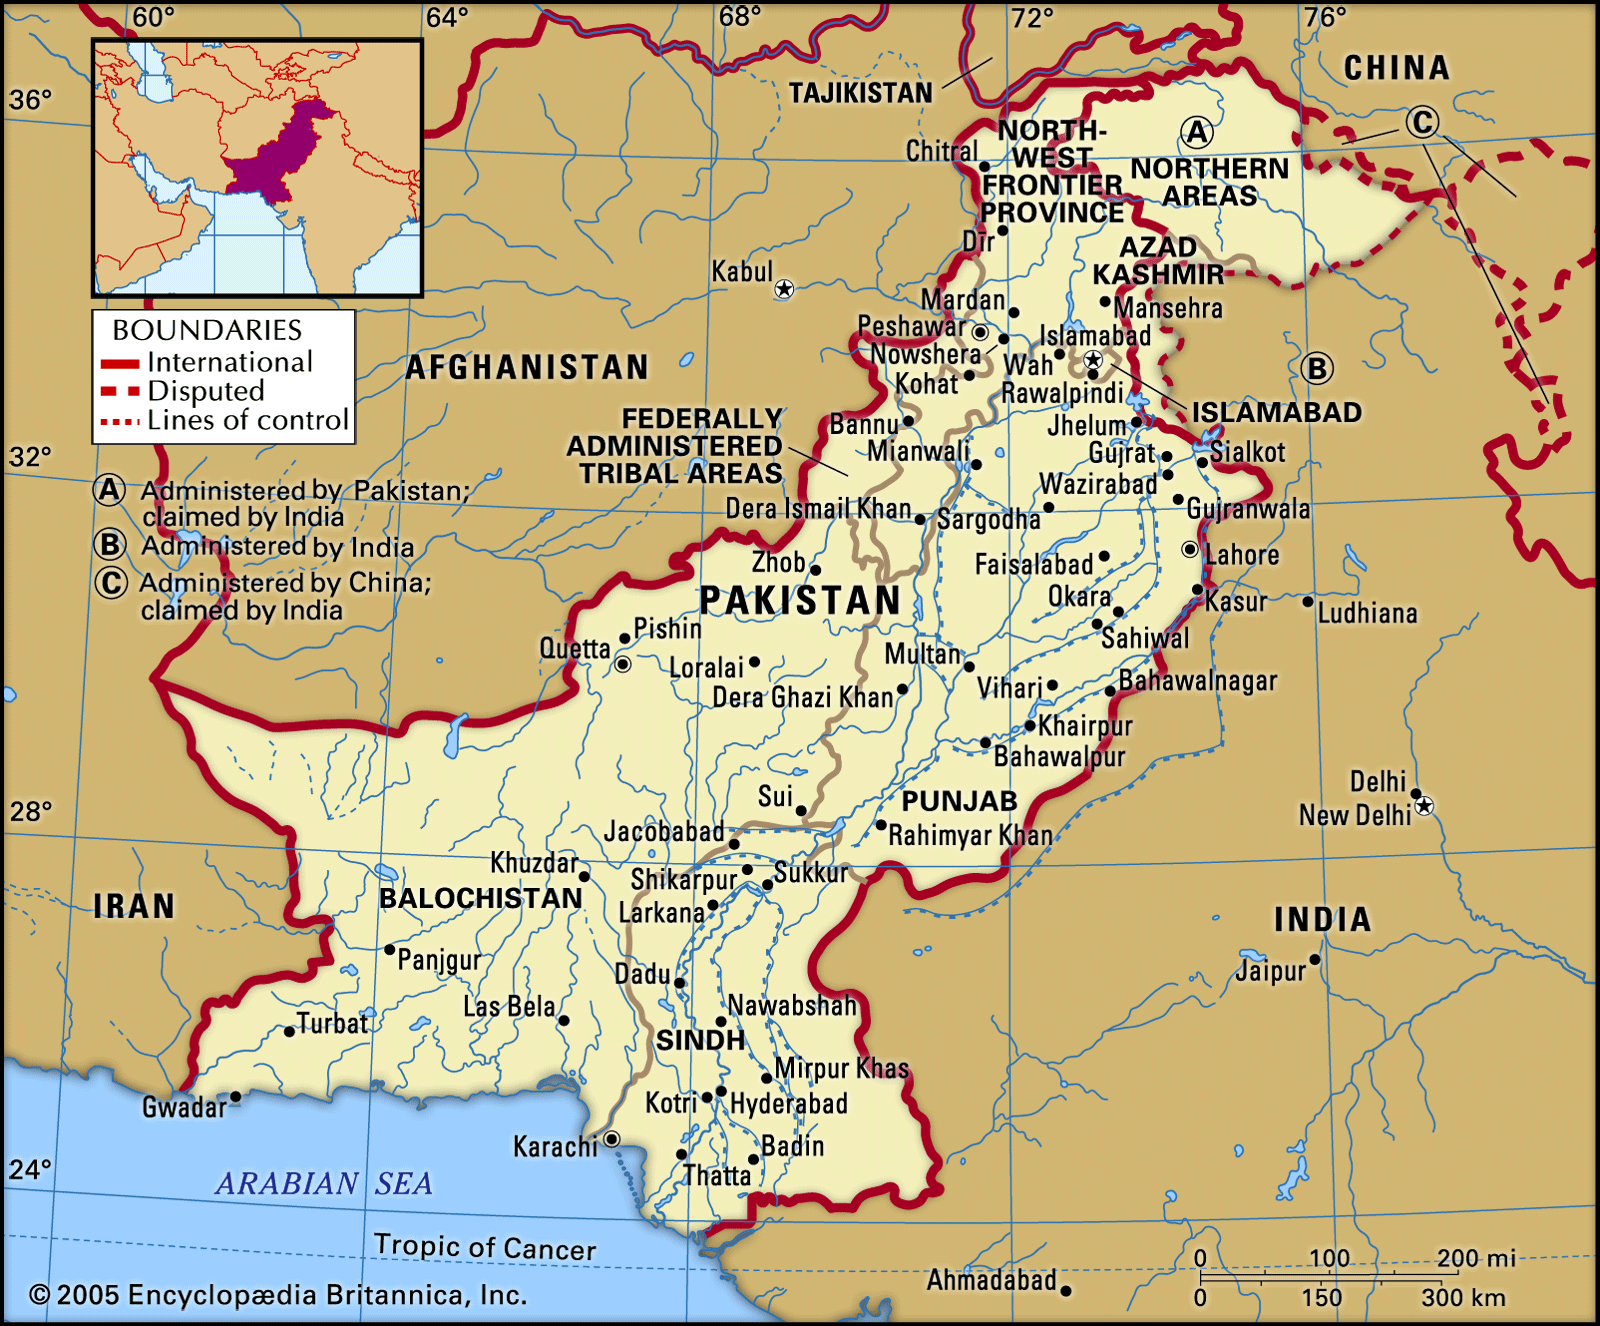 60°
64°
68°
72°
76°
36°
32°
28°
24°
CHINA
TAJIKISTAN
C
A
NORTH-
WEST
FRONTIER
PROVINCE
Chitral
NORTHERN
AREAS
Dīr
AZAD
KASHMIR
Kabul
Mardan
Mansehra
Peshawar
Islamabad
Nowshera
Wah
Kohat
Rawalpindi
B
ISLAMABAD
BOUNDARIES
International
Disputed
Lines of control
AFGHANISTAN
FEDERALLY
ADMINISTERED
TRIBAL AREAS
Bannu
Jhelum
Mianwali
Gujrat
Sialkot
Wazirabad
A Administered by Pakistan;
claimed by India
B Administered by India
C Administered by China;
claimed by India
Dera Ismail Khan
Sargodha
Gujranwala
Zhob
Faisalabad
Lahore
PAKISTAN
Okara
Kasur
Ludhiana
Pishin
Sahiwal
Quetta
Loralai
Multan
Dera Ghazi Khan
Vihari
Bahawalnagar
Khairpur
Bahawalpur
Delhi
New Delhi
Sui
PUNJAB
Jacobabad
Rahimyar Khan
Khuzdar
Shikarpur
Sukkur
BALOCHISTAN
Larkana
IRAN
INDIA
Panjgur
Dadu
Jaipur
Las Bela
Nawabshah
Turbat
SINDH
Mirpur Khas
Gwadar
Kotri
Hyderabad
Karachi
Badin
Thatta
ARABIAN SEA
Tropic of Cancer
Ahmadabad
0 100 200 mi
0 150 300 km
© 2005 Encyclopædia Britannica, Inc.